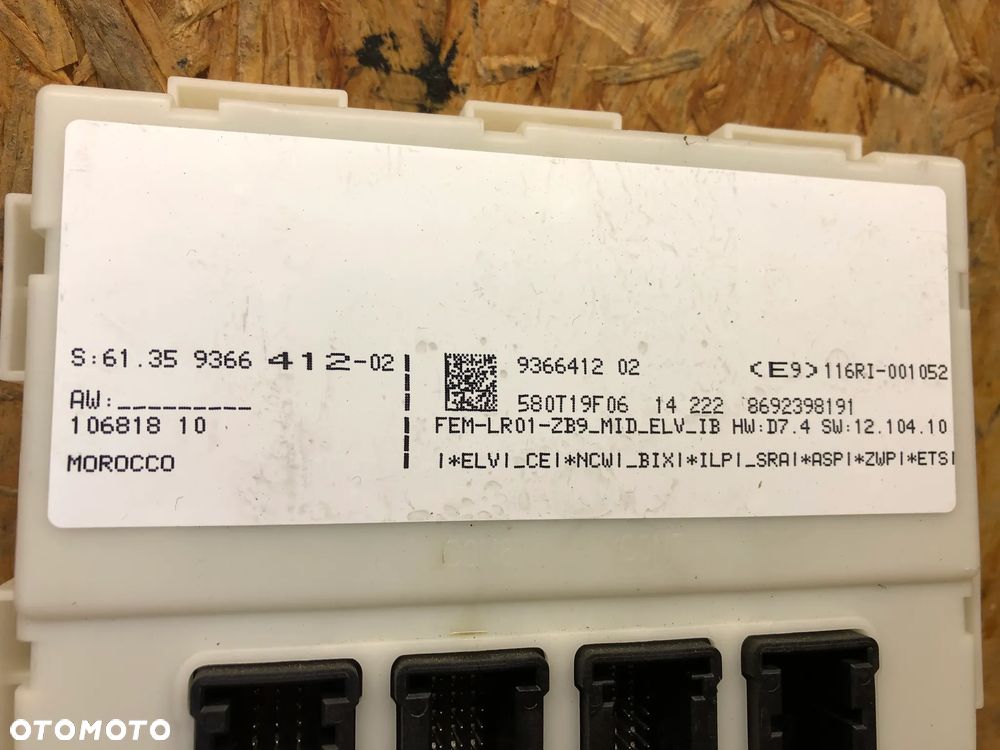 S:61.35 9366 412-02
AW:_________
106818 10
MOROCCO
9366412 02
<E9>116RI-001052
580T19F06 14 222 8692398191
FEM-LR01-ZB9_MID_ELV_IB HW:D7.4 SW:12.104.10
|*ELV|_CE|*NCW|_BIX|*ILP|_SRA|*ASP|*ZWP|*ETS|
OTOMOTO